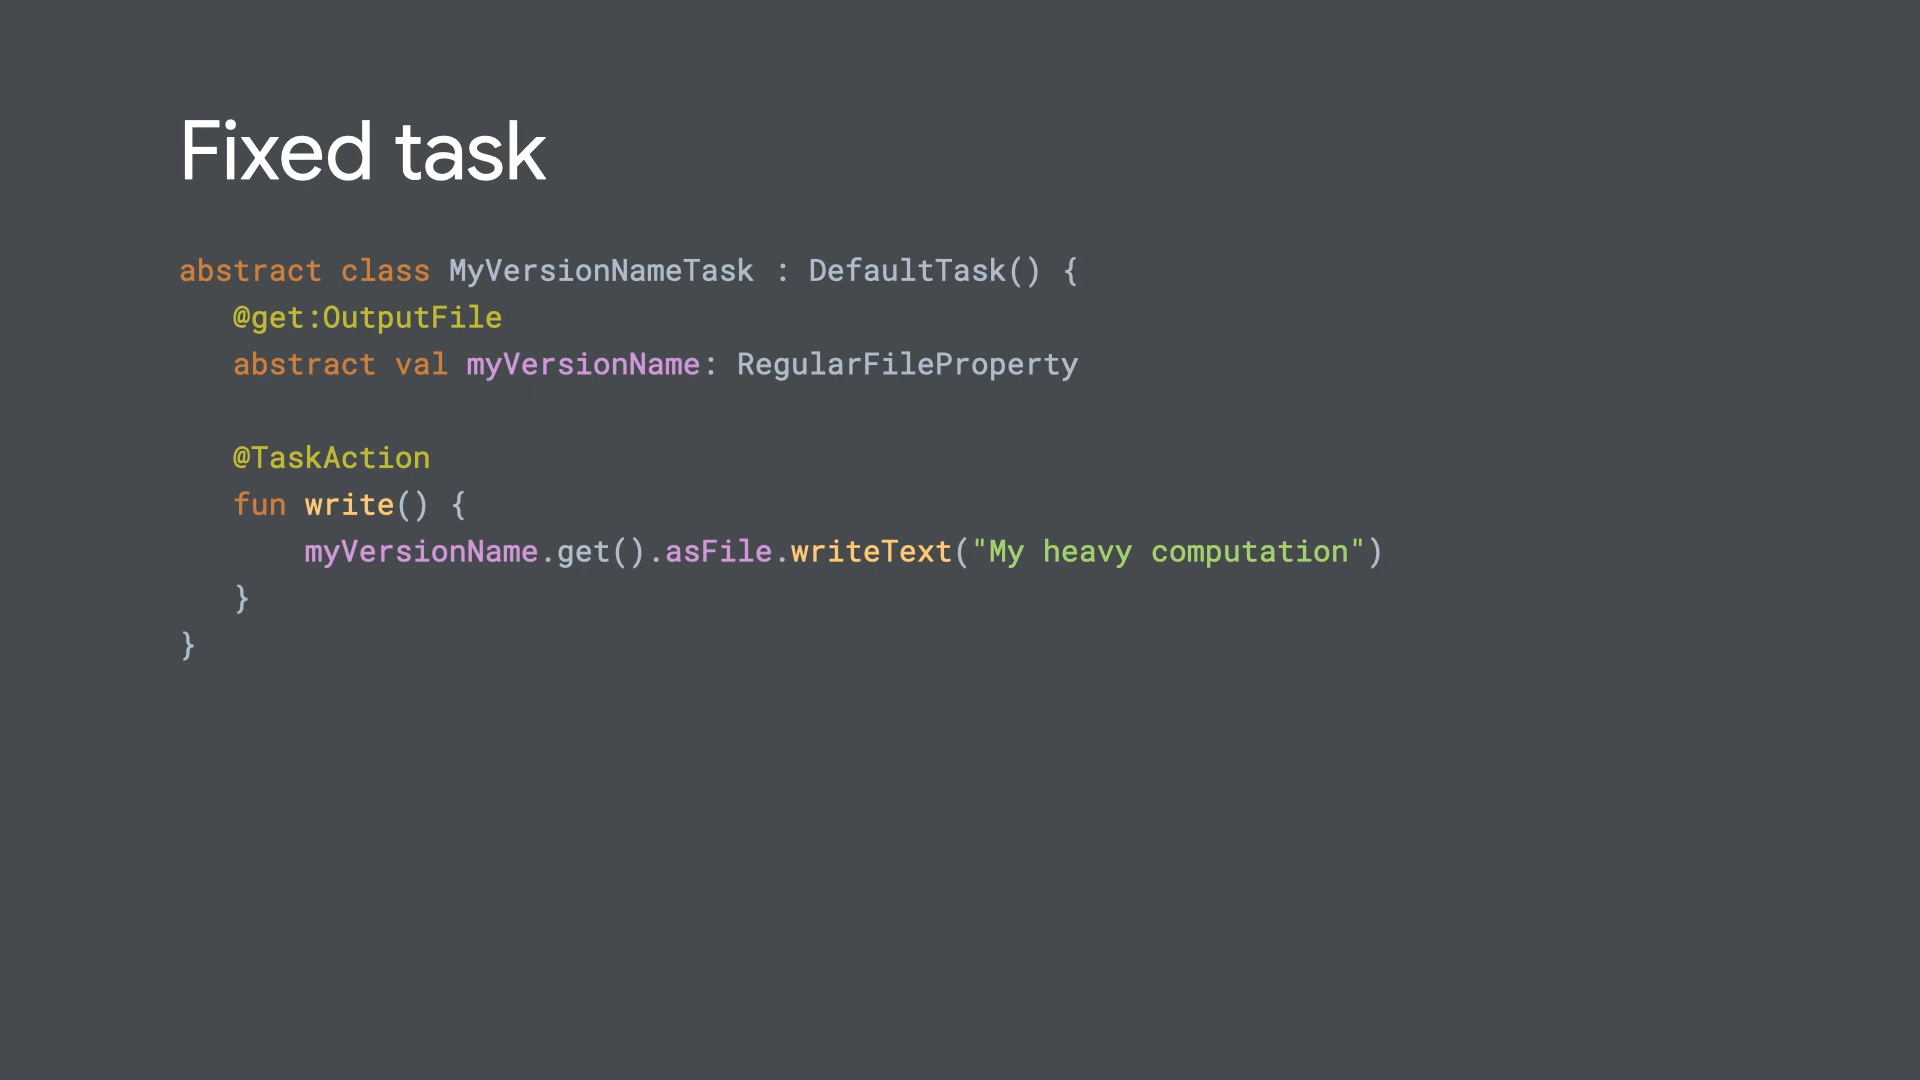 Fixed task
abstract class MyVersionNameTask : DefaultTask() {
   @get:OutputFile
   abstract val myVersionName: RegularFileProperty
   @TaskAction
   fun write() {
       myVersionName.get().asFile.writeText("My heavy computation")
   }
}